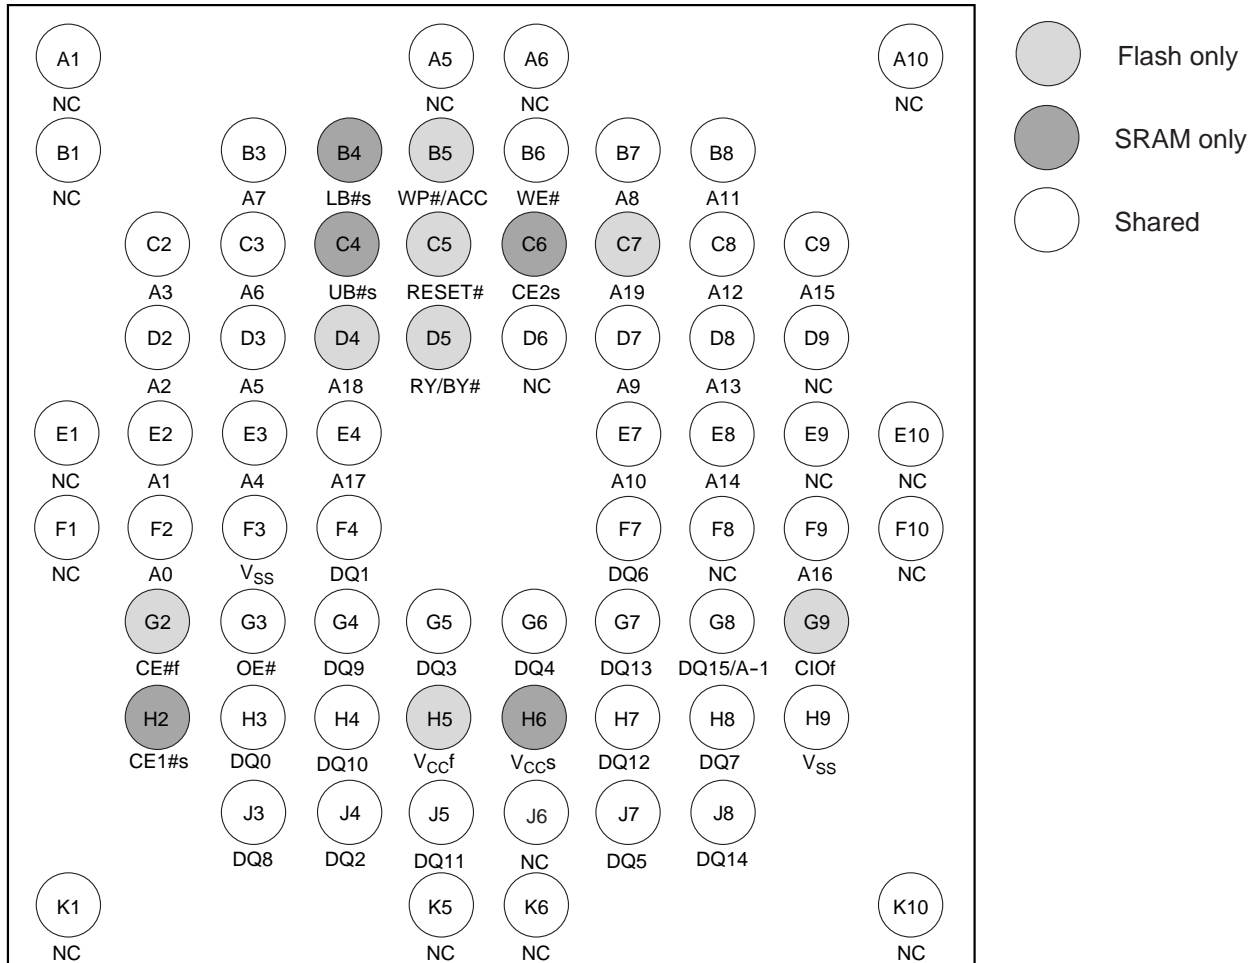 A1 A5 A6 A10 Flash only
NC NC NC NC
B1 B3 B4 B5 B6 B7 B8 SRAM only
NC A7 LB#s WP#/ACC WE# A8 A11
C2 C3 C4 C5 C6 C7 C8 C9 Shared
A3 A6 UB#s RESET# CE2s A19 A12 A15
D2 D3 D4 D5 D6 D7 D8 D9
A2 A5 A18 RY/BY# NC A9 A13 NC
E1 E2 E3 E4 E7 E8 E9 E10
NC A1 A4 A17 A10 A14 NC NC
F1 F2 F3 F4 F7 F8 F9 F10
NC A0 VSS DQ1 DQ6 NC A16 NC
G2 G3 G4 G5 G6 G7 G8 G9
CE#f OE# DQ9 DQ3 DQ4 DQ13 DQ15/A-1 CIOf
H2 H3 H4 H5 H6 H7 H8 H9
CE1#s DQ0 DQ10 VCCf VCCs DQ12 DQ7 VSS
J3 J4 J5 J6 J7 J8
DQ8 DQ2 DQ11 NC DQ5 DQ14
K1 K5 K6 K10
NC NC NC NC